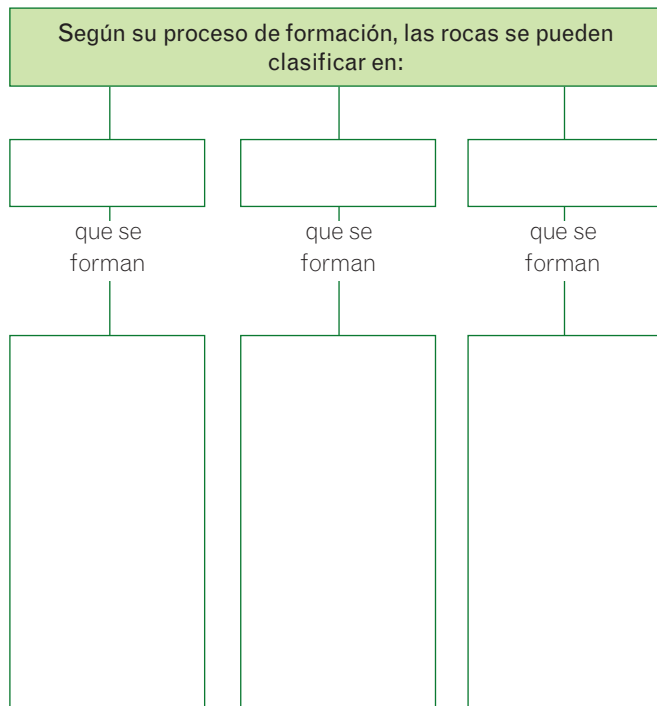 Según su proceso de formación, las rocas se pueden
clasificar en:
que se
forman
que se
forman
que se
forman